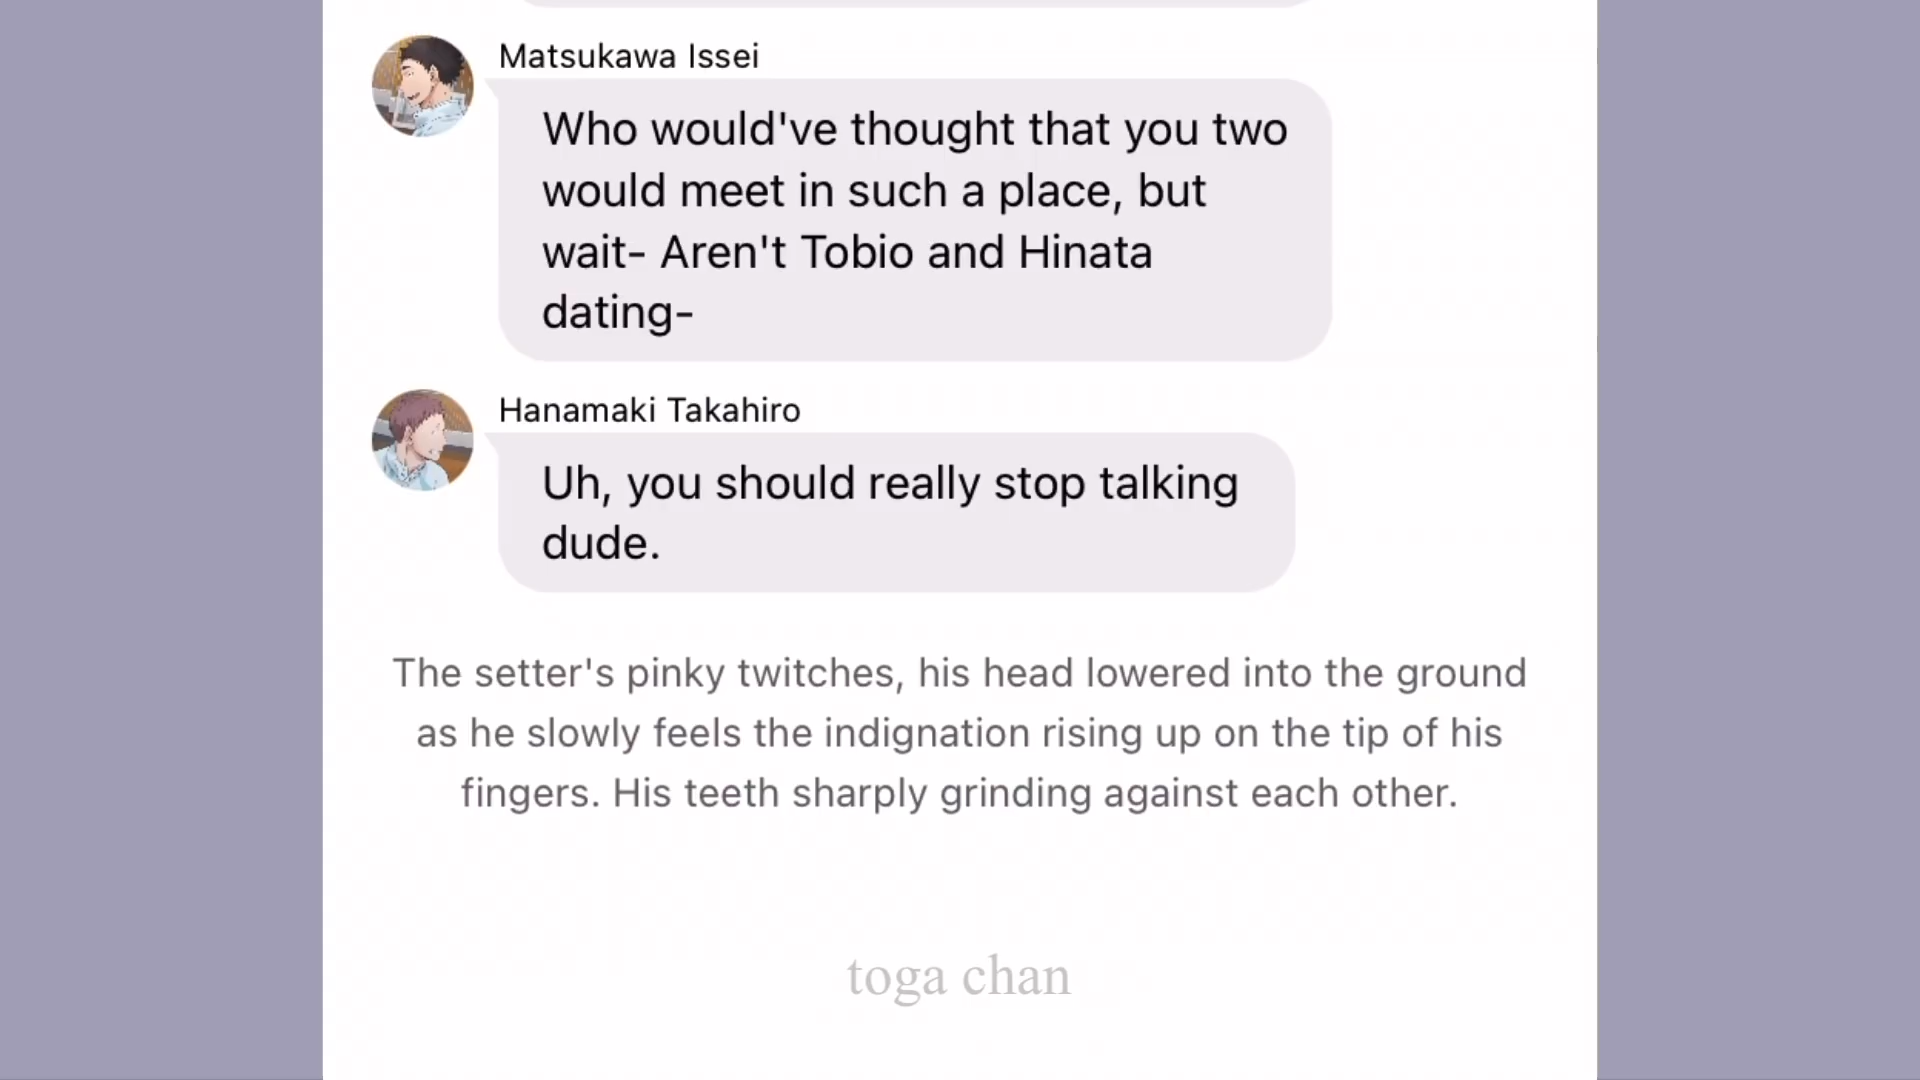 Matsukawa Issei
Who would've thought that you two
would meet in such a place, but
wait- Aren't Tobio and Hinata
dating-
Hanamaki Takahiro
Uh, you should really stop talking
dude.
The setter's pinky twitches, his head lowered into the ground
as he slowly feels the indignation rising up on the tip of his
fingers. His teeth sharply grinding against each other.
toga chan